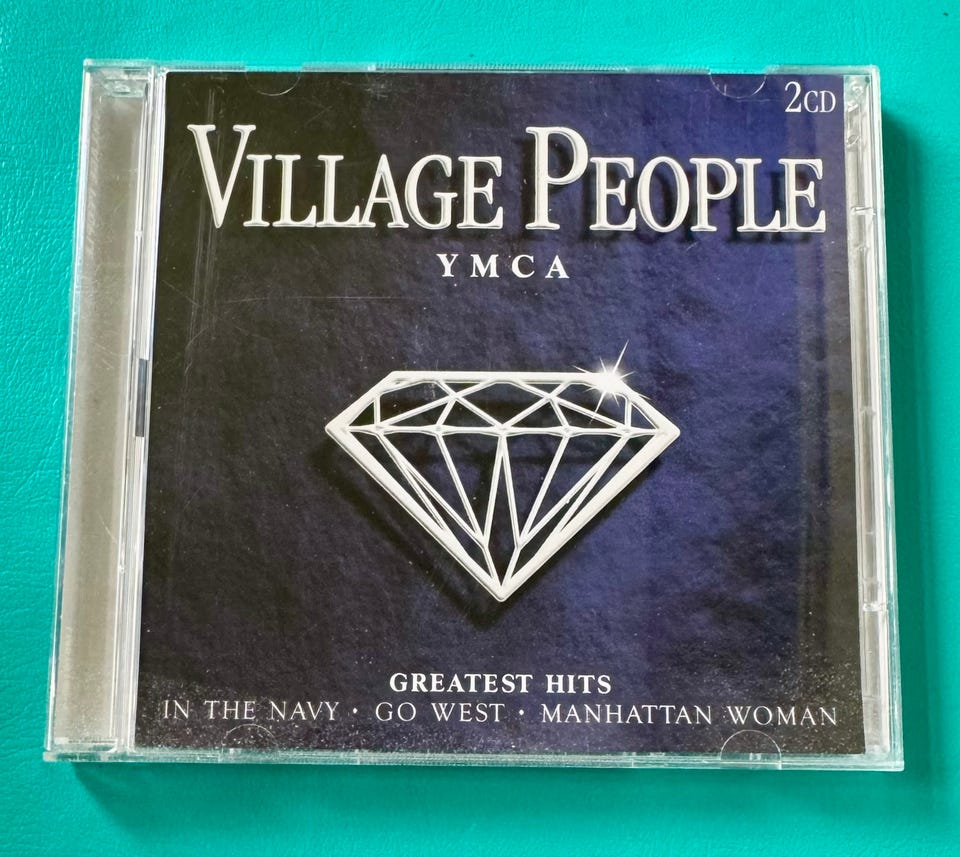 2CD
VILLAGE PEOPLE
YMCA
GREATEST HITS
IN THE NAVY · GO WEST · MANHATTAN WOMAN